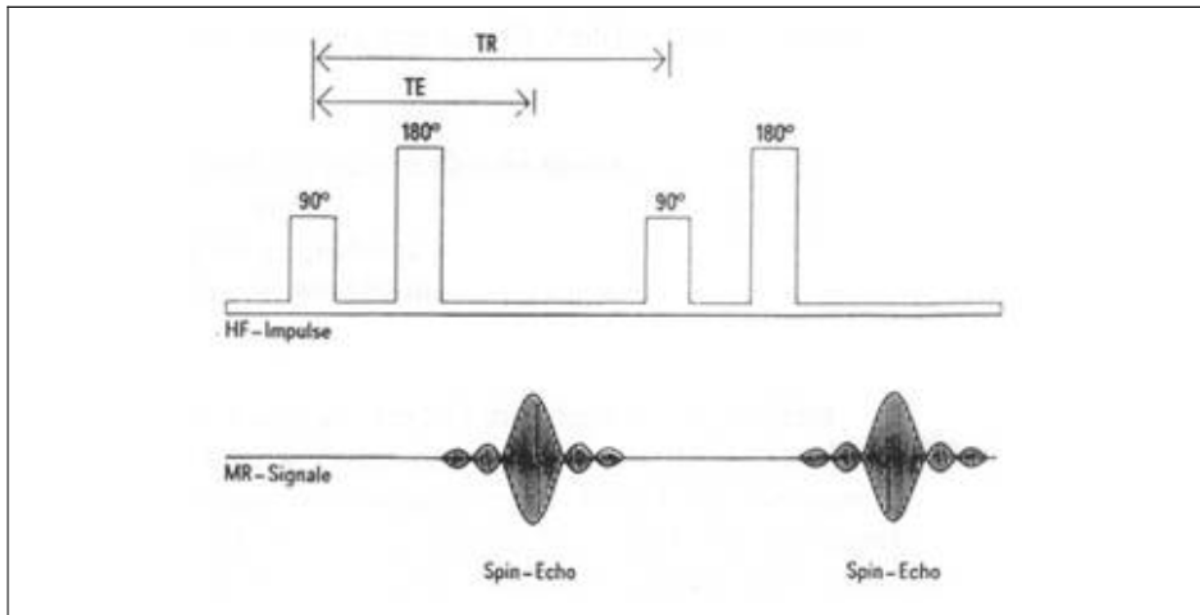 TR
TE
180° 180°
90° 90°
HF-Impulse
MR-Signale
Spin-Echo Spin-Echo